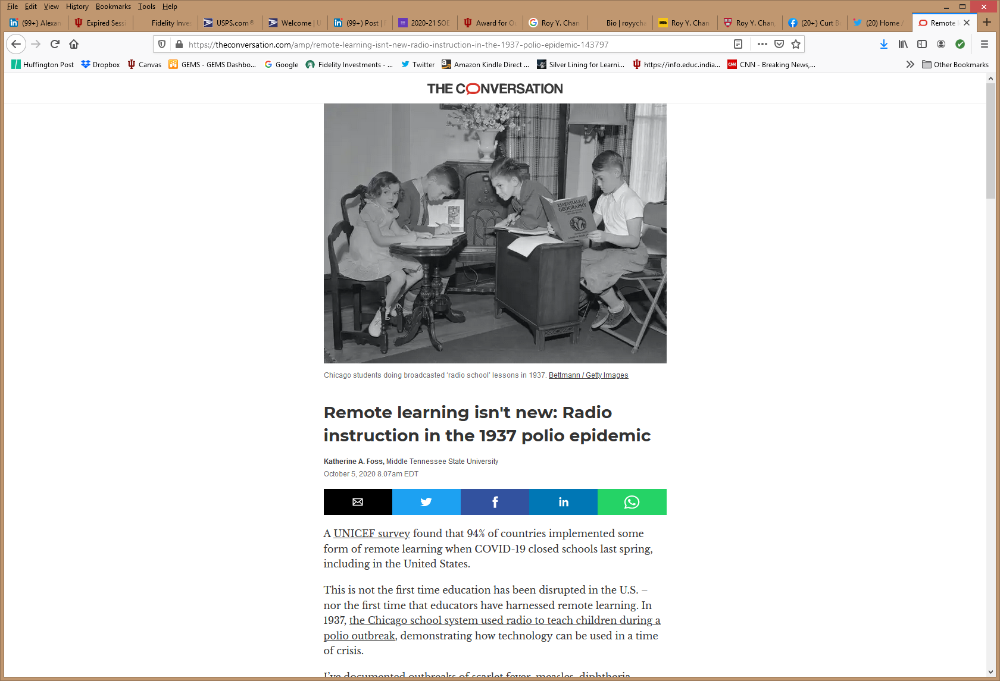 File Edit View History Bookmarks Tools Help
(99+) Alexan
Expired Sessi
Fidelity Inves
USPS.com®
Welcome | U
(99+) Post |
2020-21 SOE
Award for Ou
Roy Y. Chan
Bio | roycha
Roy Y. Chan
Roy Y. Chan,
(20+) Curt B
(20) Home /
Remote l
https://theconversation.com/amp/remote-learning-isnt-new-radio-instruction-in-the-1937-polio-epidemic-143797
Huffington Post Dropbox Canvas GEMS - GEMS Dashbo... Google Fidelity Investments - ... Twitter Amazon Kindle Direct ... Silver Lining for Learni... https://info.educ.india... CNN - Breaking News,... Other Bookmarks
THE CONVERSATION
ESSENTIALS of
GEOGRAPHY
Chicago students doing broadcasted ‘radio school’ lessons in 1937. Bettmann / Getty Images
Remote learning isn't new: Radio
instruction in the 1937 polio epidemic
Katherine A. Foss, Middle Tennessee State University
October 5, 2020 8.07am EDT
A UNICEF survey found that 94% of countries implemented some
form of remote learning when COVID-19 closed schools last spring,
including in the United States.
This is not the first time education has been disrupted in the U.S. –
nor the first time that educators have harnessed remote learning. In
1937, the Chicago school system used radio to teach children during a
polio outbreak, demonstrating how technology can be used in a time
of crisis.
I’ve documented outbreaks of scarlet fever, measles, diphtheria,